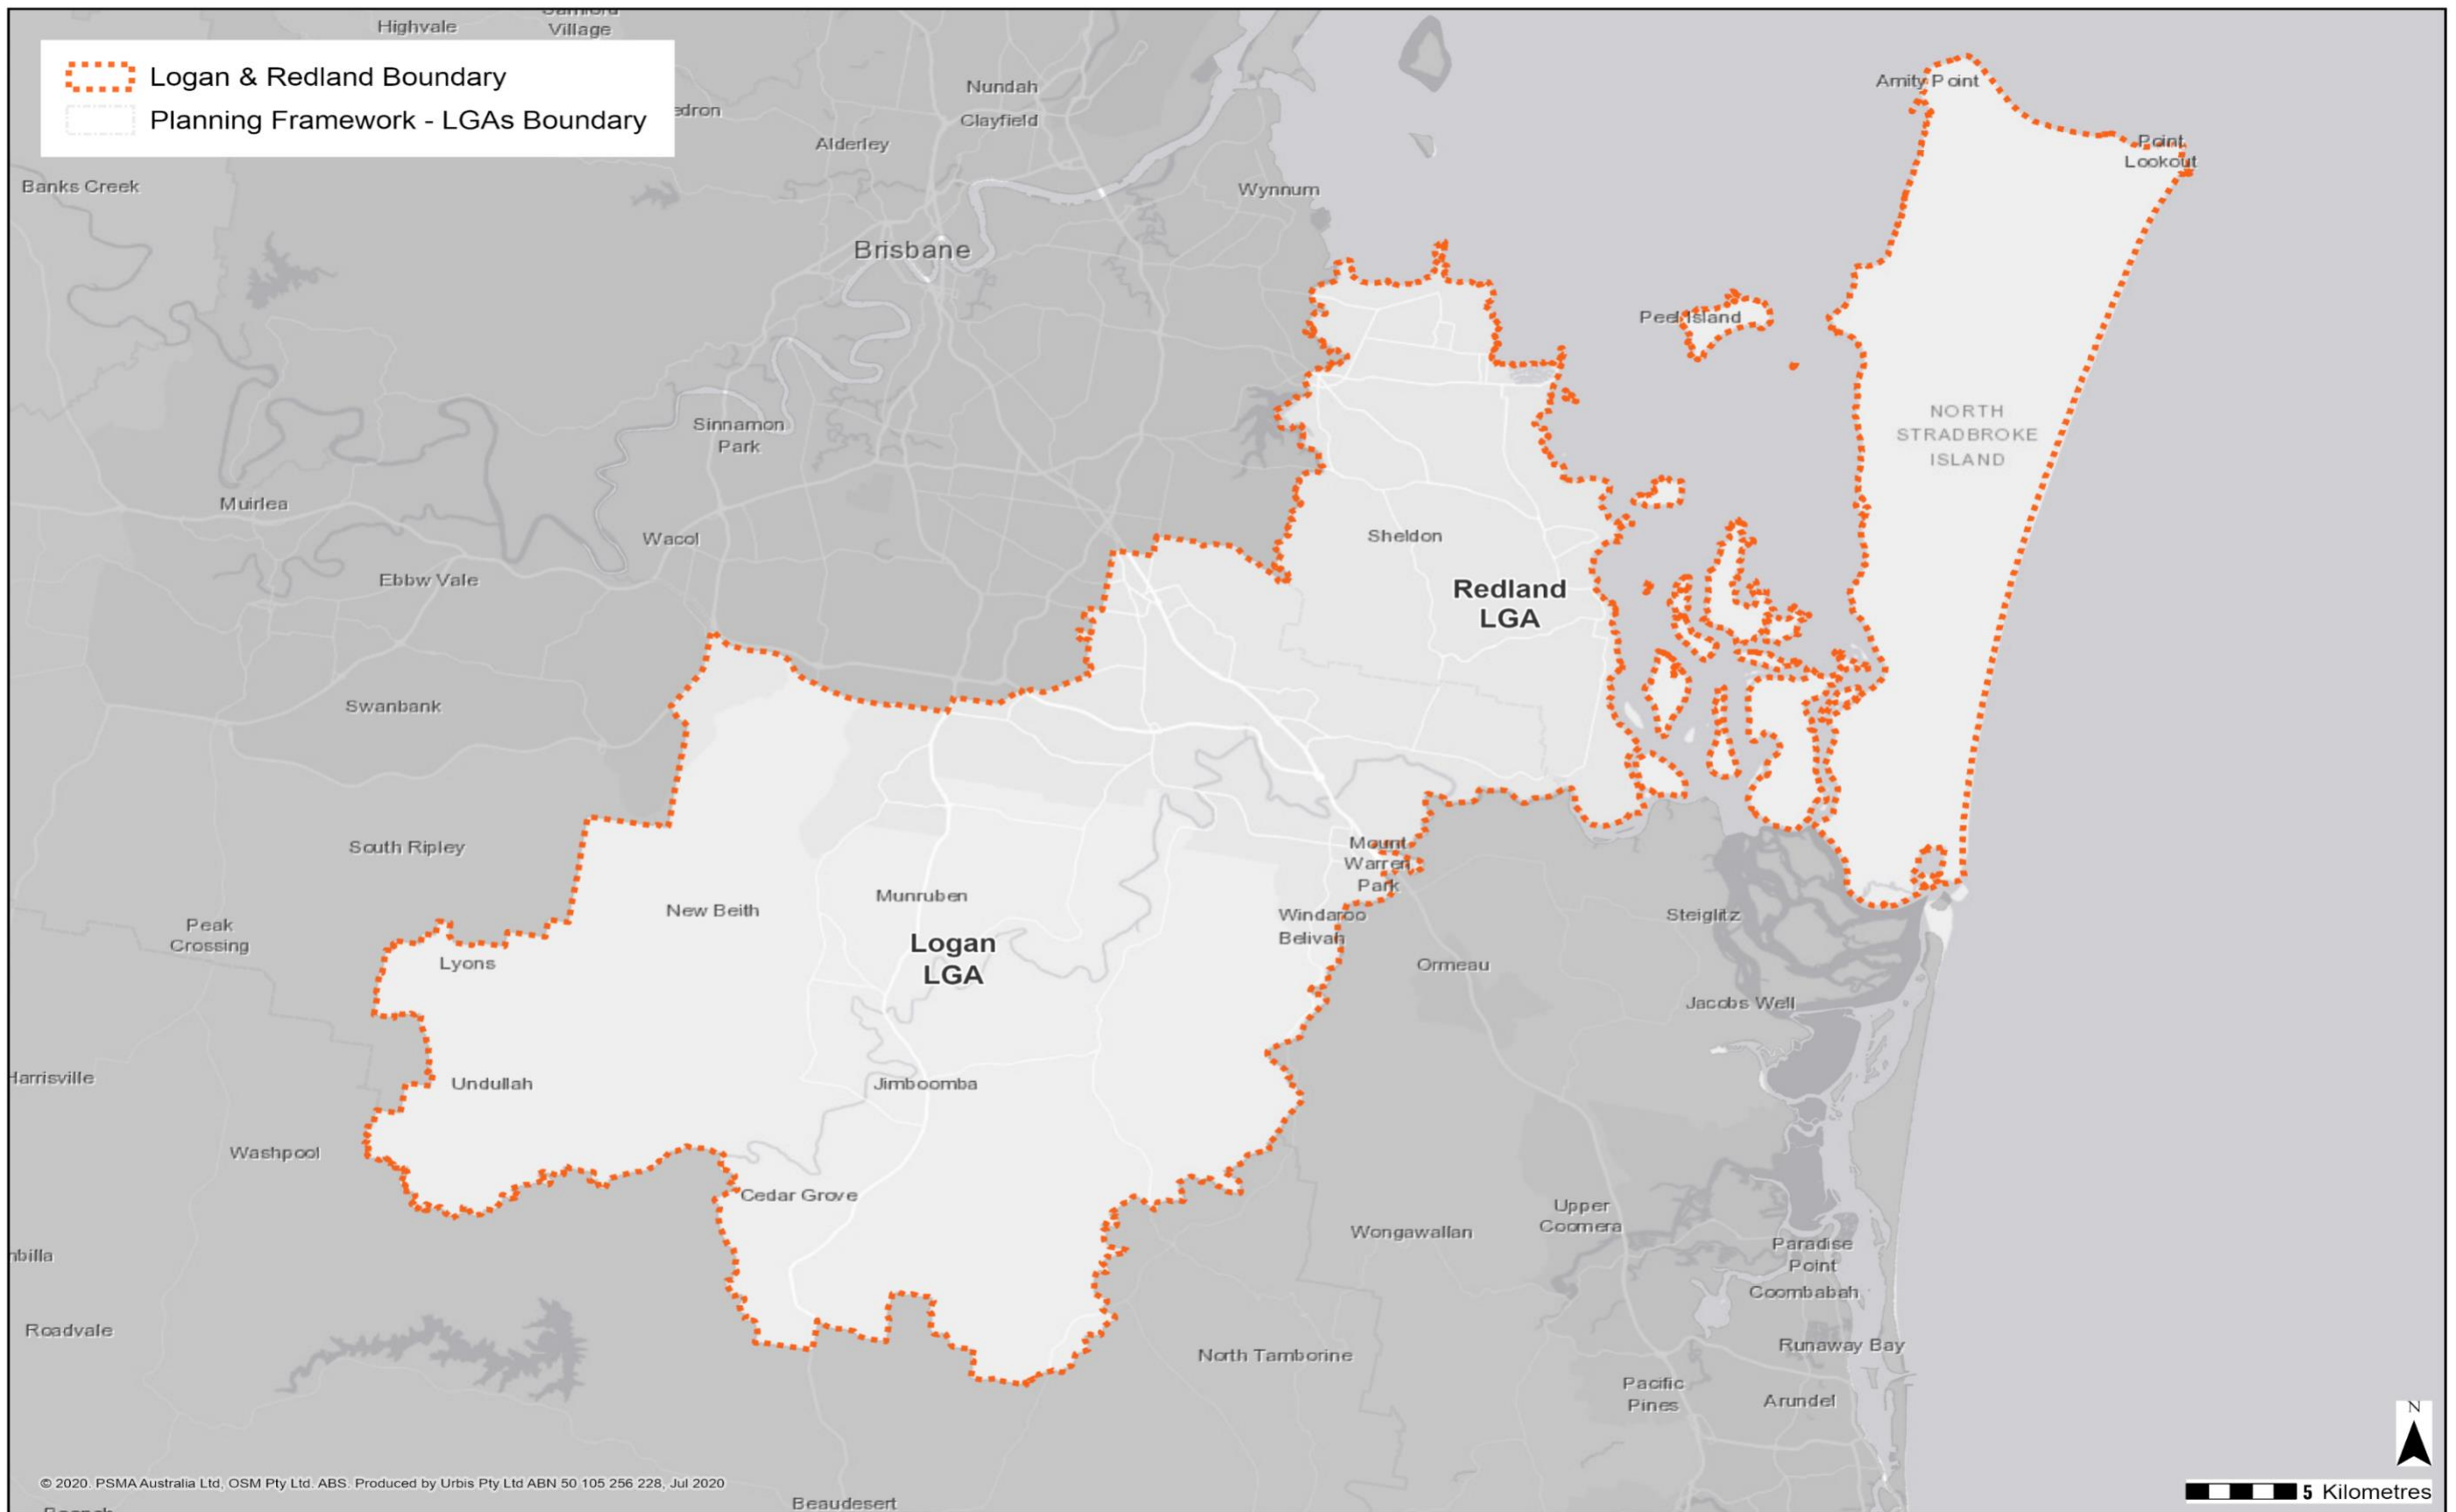 Highvale
Village
Logan & Redland Boundary
Planning Framework - LGAs Boundary
Nundah
Clayfield
Alderley
Banks Creek
Wynnum
Brisbane
Amity Point
Point
Lookout
Peel Island
NORTH
STRADBROKE
ISLAND
Sinnamon
Park
Muirlea
Wacol
Ebbw Vale
Sheldon
Redland
LGA
Swanbank
South Ripley
Mount
Warren
Park
Munruben
New Beith
Windaroo
Belivah
Steiglitz
Peak
Crossing
Logan
LGA
Lyons
Ormeau
Jacobs Well
Harrisville
Undullah
Jimboomba
Washpool
Cedar Grove
Upper
Coomera
Wongawallan
Paradise
Point
Coombabah
Roadvale
North Tamborine
Runaway Bay
Pacific
Pines
Arundel
N
© 2020. PSMA Australia Ltd, OSM Pty Ltd. ABS. Produced by Urbis Pty Ltd ABN 50 105 256 228, Jul 2020
5 Kilometres
Beaudesert